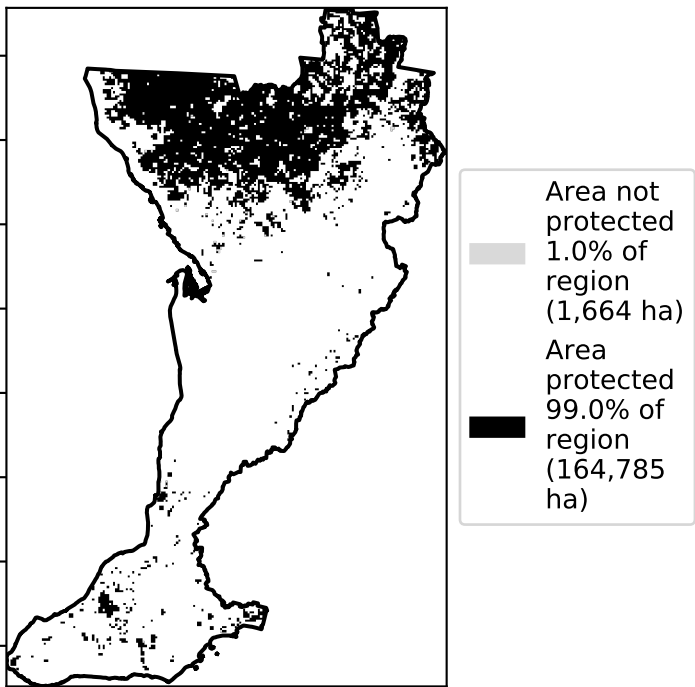 Area not
protected
1.0% of
region
(1,664 ha)
Area
protected
99.0% of
region
(164,785
ha)